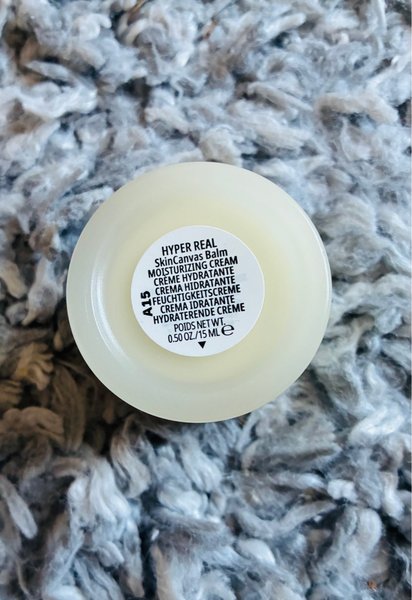 HYPER REAL
SkinCanvas Balm
MOISTURIZING CREAM
CRÈME HYDRATANTE
CREMA HIDRATANTE
FEUCHTIGKEITSCREME
CREMA IDRATANTE
HYDRATERENDE CRÈME
POIDS NET WT.
0.50 OZ./15 ML ℮
A15